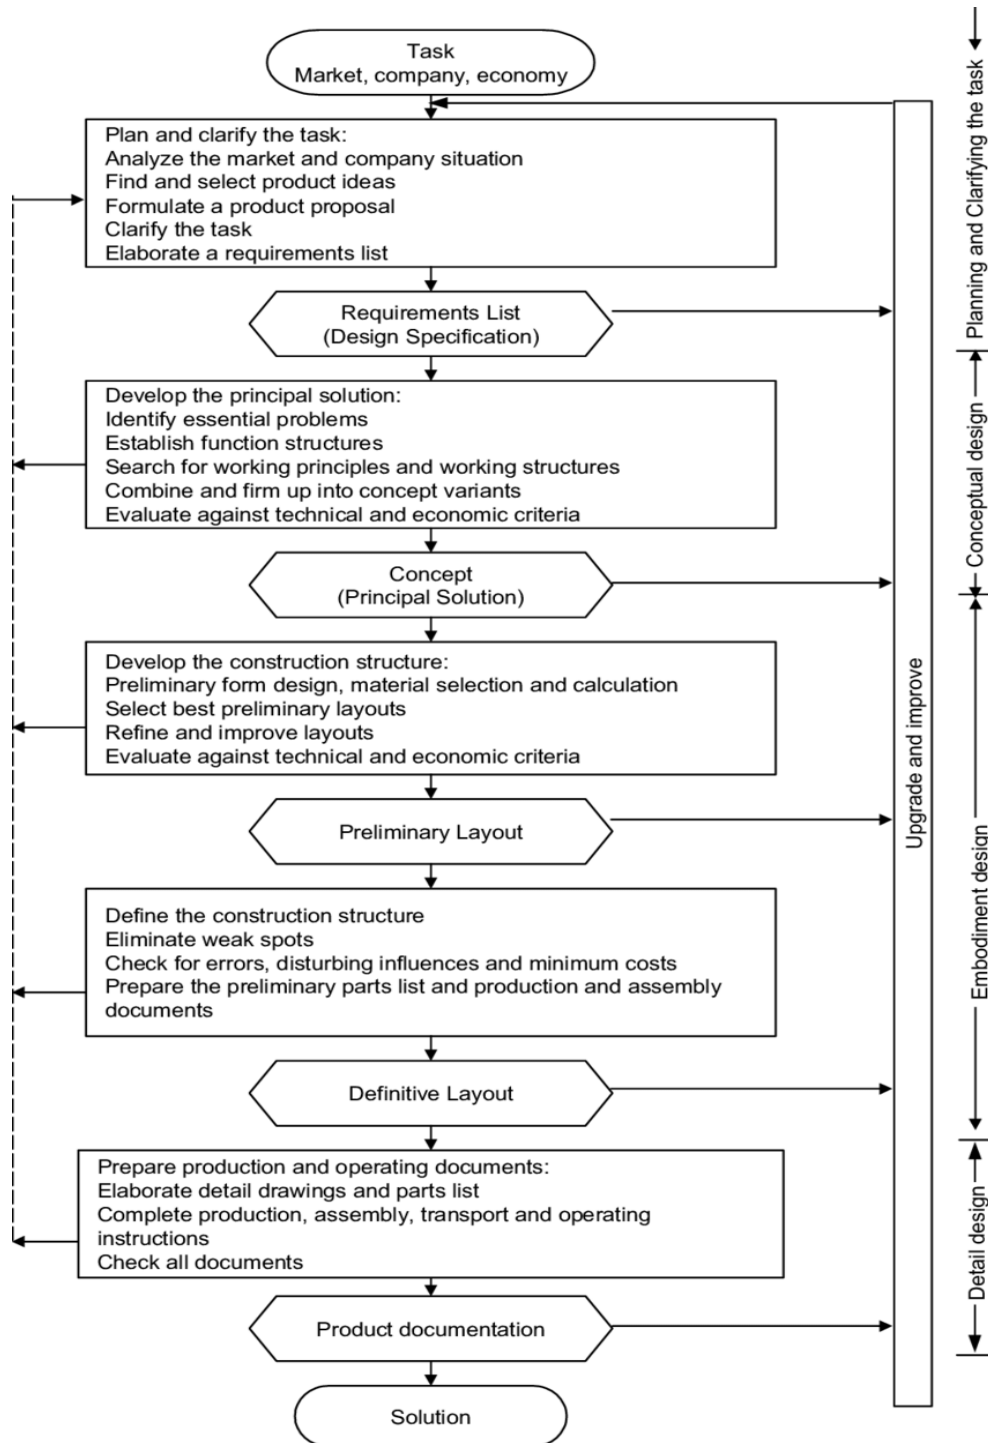 Task
Market, company, economy
Plan and clarify the task:
Analyze the market and company situation
Find and select product ideas
Formulate a product proposal
Clarify the task
Elaborate a requirements list
Requirements List
(Design Specification)
Develop the principal solution:
Identify essential problems
Establish function structures
Search for working principles and working structures
Combine and firm up into concept variants
Evaluate against technical and economic criteria
Concept
(Principal Solution)
Develop the construction structure:
Preliminary form design, material selection and calculation
Select best preliminary layouts
Refine and improve layouts
Evaluate against technical and economic criteria
Preliminary Layout
Define the construction structure
Eliminate weak spots
Check for errors, disturbing influences and minimum costs
Prepare the preliminary parts list and production and assembly
documents
Definitive Layout
Prepare production and operating documents:
Elaborate detail drawings and parts list
Complete production, assembly, transport and operating
instructions
Check all documents
Product documentation
Solution
Upgrade and improve
Planning and Clarifying the task
Conceptual design
Embodiment design
Detail design